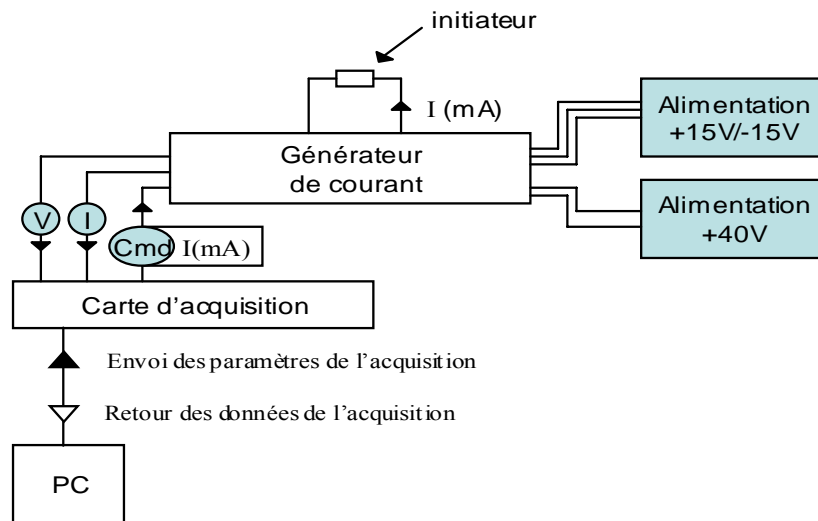 initiateur
I (mA)
Alimentation
+15V/-15V
Générateur
de courant
Alimentation
+40V
V
I
Cmd I(mA)
Carte d'acquisition
Envoi des paramètres de l'acquisition
Retour des données de l'acquisition
PC